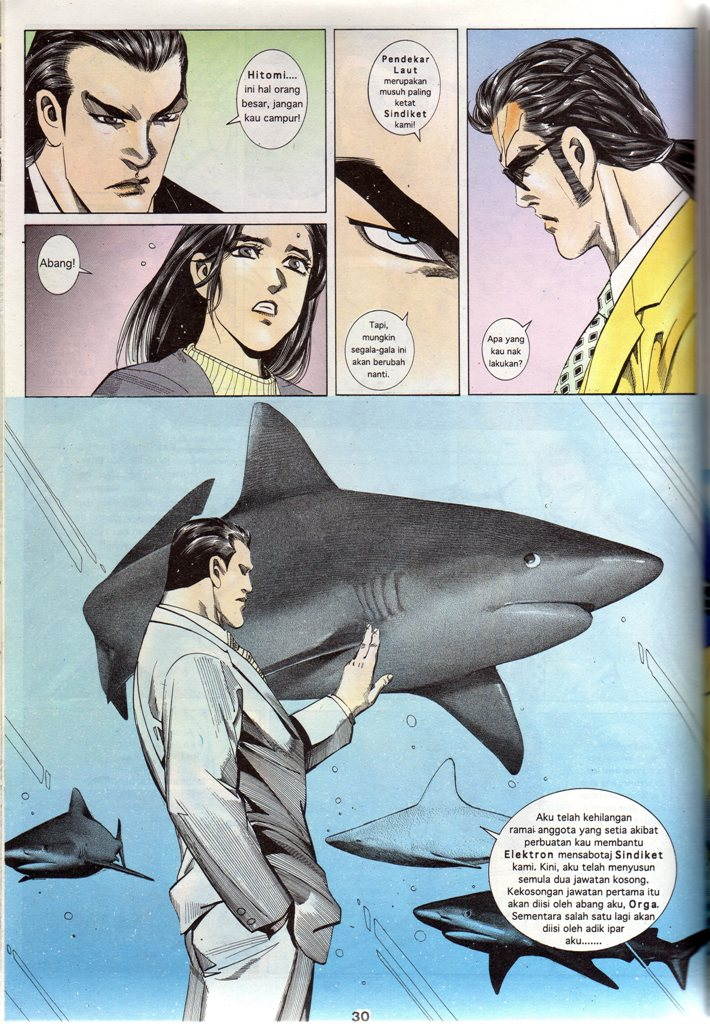 Hitomi....
ini hal orang
besar, jangan
kau campur!
Abang!
Pendekar
Laut
merupakan
musuh paling
ketat
Sindiket
kami!
Tapi,
mungkin
segala-gala ini
akan berubah
nanti.
Apa yang
kau nak
lakukan?
Aku telah kehilangan
ramai anggota yang setia akibat
perbuatan kau membantu
Elektron mensabotaj Sindiket
kami. Kini, aku telah menyusun
semula dua jawatan kosong.
Kekosongan jawatan pertama itu
akan diisi oleh abang aku, Orga.
Sementara salah satu lagi akan
diisi oleh adik ipar
aku.......
30